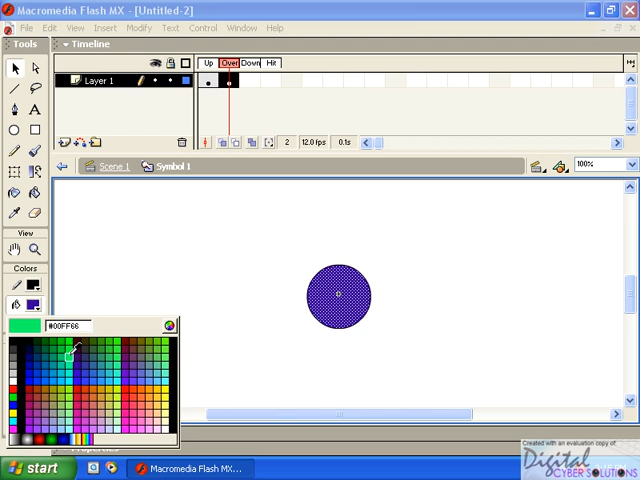 Macromedia Flash MX - [Untitled-2]
File Edit View Insert Modify Text Control Window Help
Tools
Timeline
Up Over Down Hit
Layer 1
2 12.0 fps 0.1s
Scene 1 Symbol 1 100%
View
Colors
#00FF66
start
Macromedia Flash MX...
Created with an evaluation copy of
Digital
CYBER SOLUTIONS